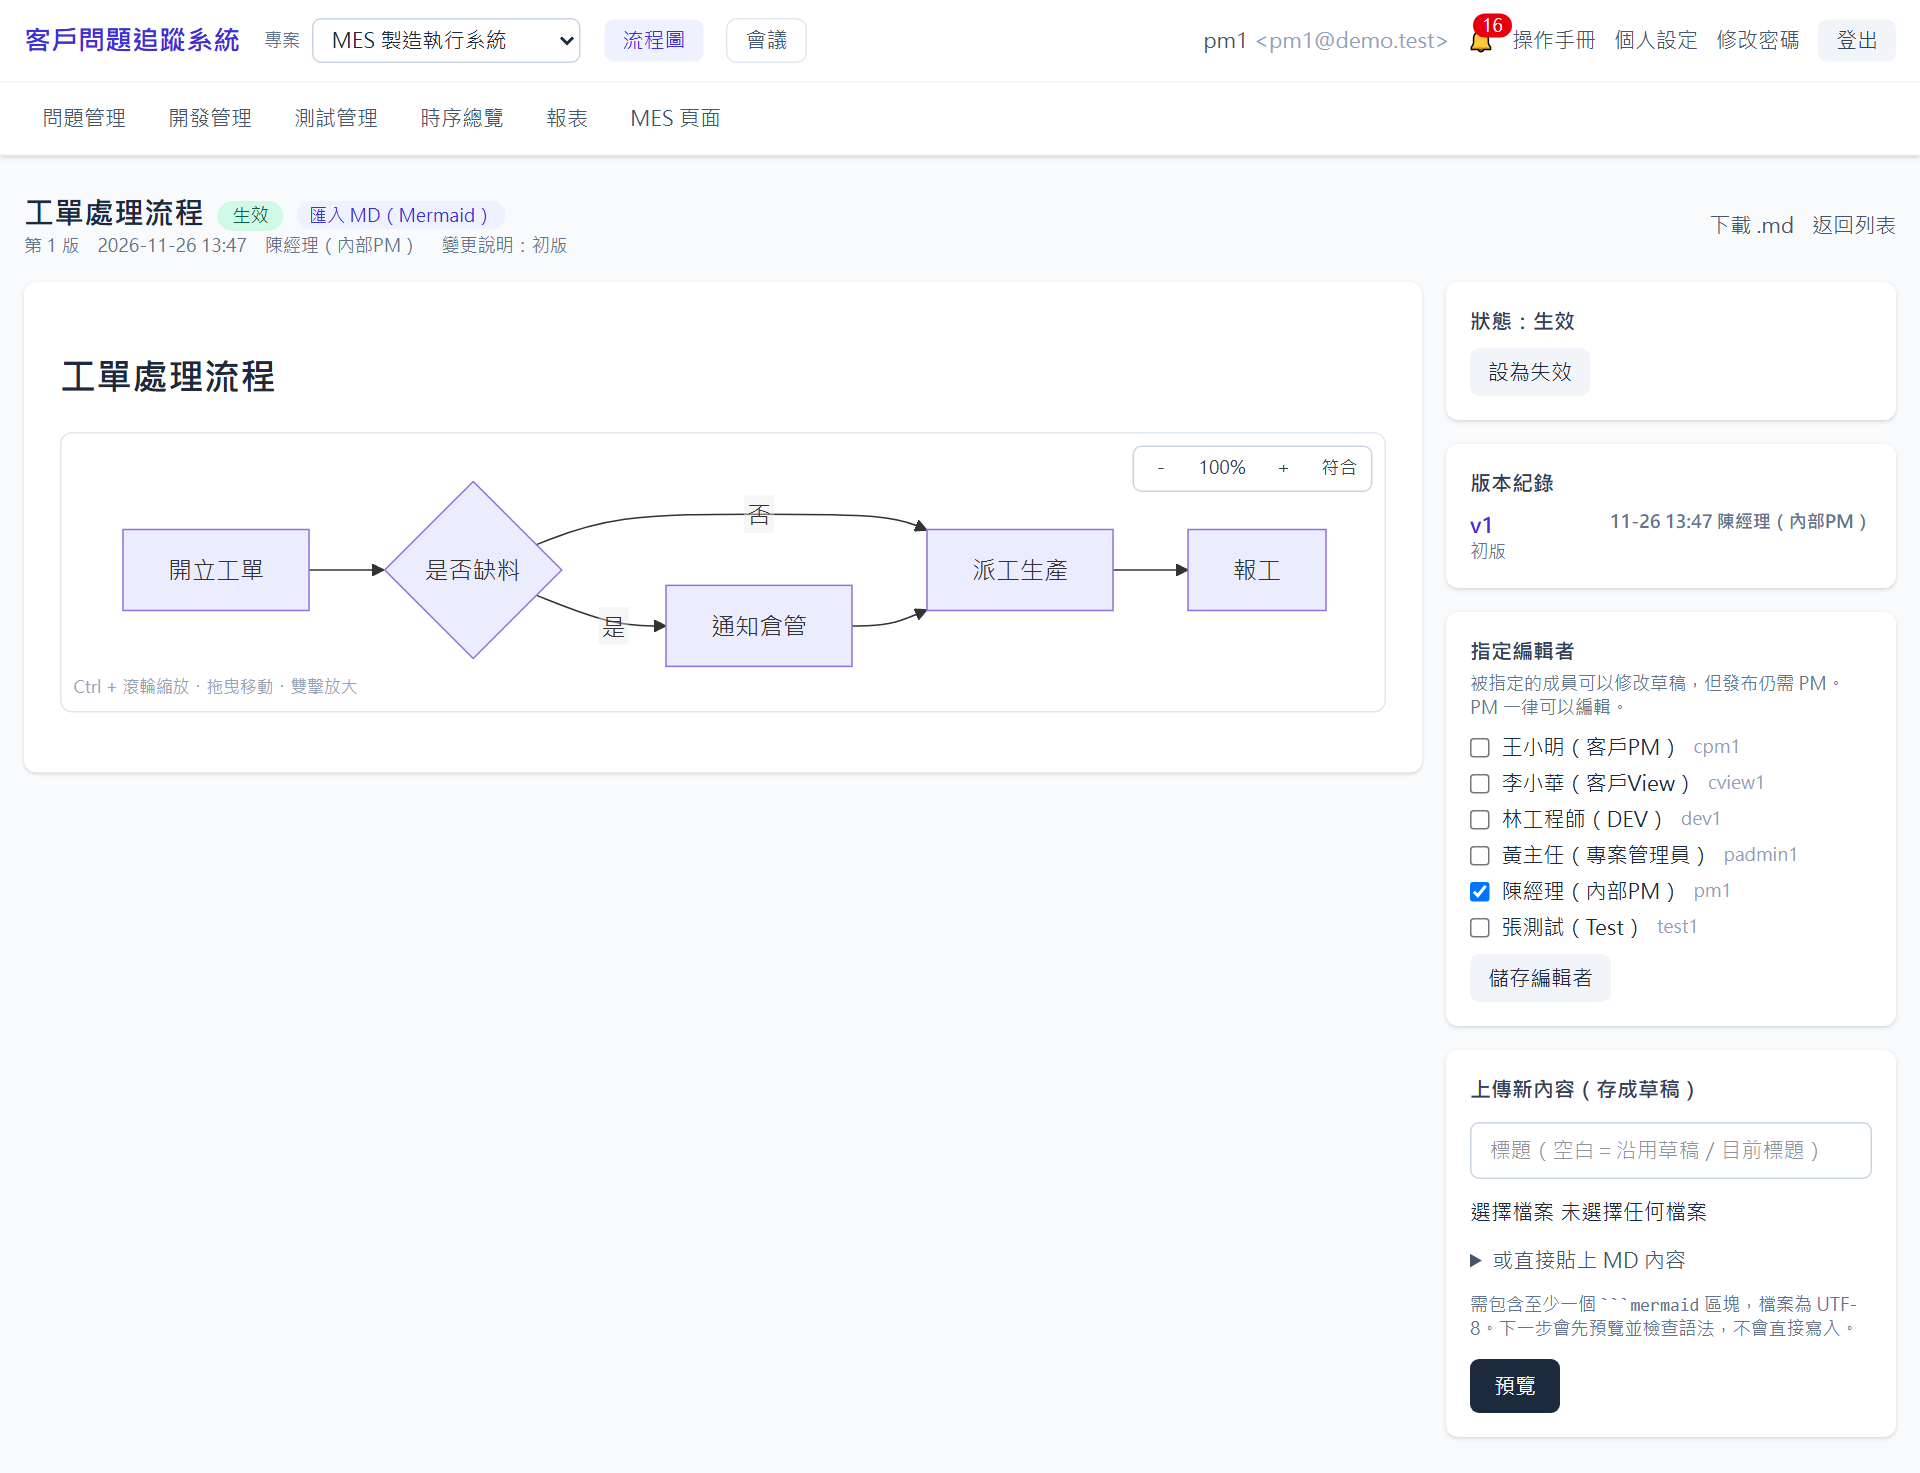 客戶問題追蹤系統 專案 MES 製造執行系統 流程圖 會議 pm1 <pm1@demo.test> 16 操作手冊 個人設定 修改密碼 登出
問題管理 開發管理 測試管理 時序總覽 報表 MES 頁面
工單處理流程 生效 匯入 MD（Mermaid）
第 1 版 2026-11-26 13:47 陳經理（內部PM） 變更說明：初版
下載 .md 返回列表
工單處理流程
- 100% + 符合
開立工單
是否缺料
否
是
通知倉管
派工生產
報工
Ctrl + 滾輪縮放 · 拖曳移動 · 雙擊放大
狀態：生效
設為失效
版本紀錄
v1 11-26 13:47 陳經理（內部PM）
初版
指定編輯者
被指定的成員可以修改草稿，但發布仍需 PM。
PM 一律可以編輯。
王小明（客戶PM） cpm1
李小華（客戶View） cview1
林工程師（DEV） dev1
黃主任（專案管理員） padmin1
陳經理（內部PM） pm1
張測試（Test） test1
儲存編輯者
上傳新內容（存成草稿）
標題（空白＝沿用草稿 / 目前標題）
選擇檔案 未選擇任何檔案
▶ 或直接貼上 MD 內容
需包含至少一個 ```mermaid 區塊，檔案為 UTF-
8。下一步會先預覽並檢查語法，不會直接寫入。
預覽